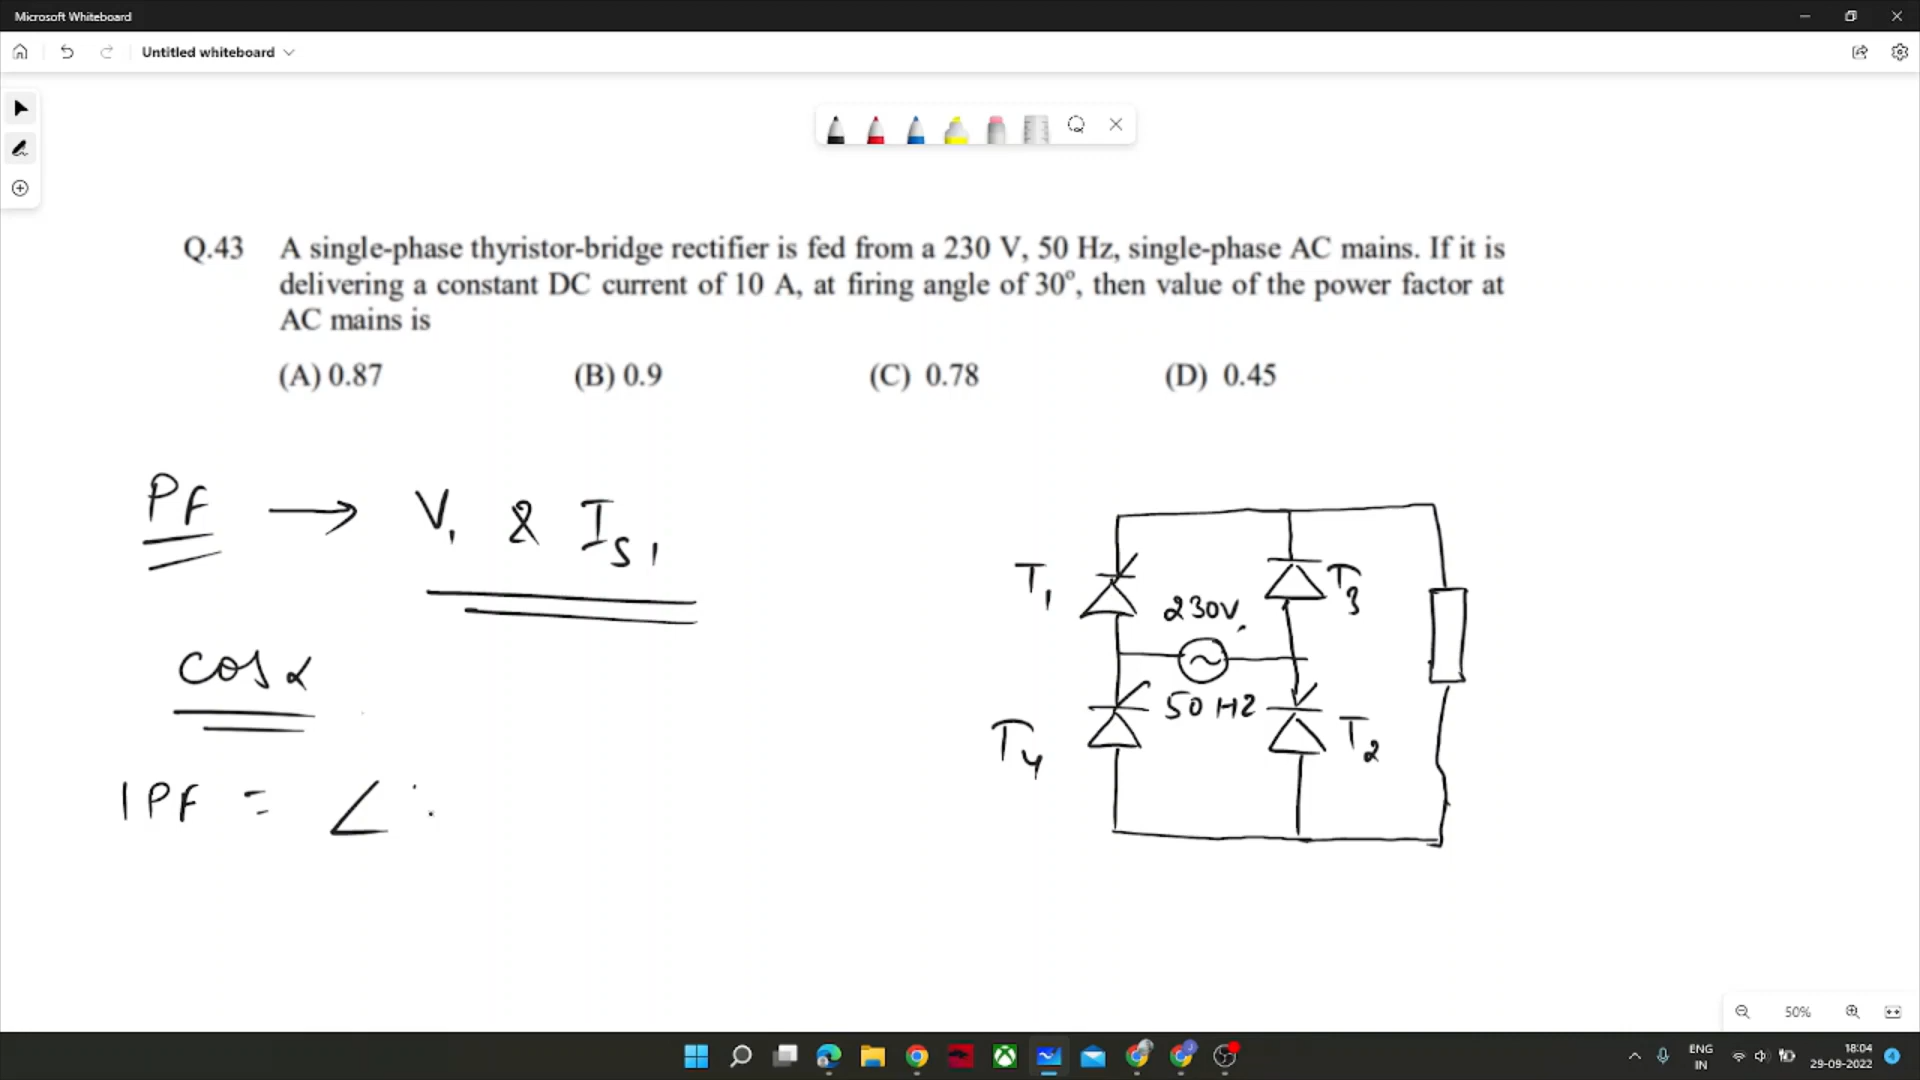 Microsoft Whiteboard
Untitled whiteboard
Q.43 A single-phase thyristor-bridge rectifier is fed from a 230 V, 50 Hz, single-phase AC mains. If it is
delivering a constant DC current of 10 A, at firing angle of 30°, then value of the power factor at
AC mains is
(A) 0.87 (B) 0.9 (C) 0.78 (D) 0.45
PF → V1 & IS1
cos α
IPF = ∠
T1
230V
T3
50 HZ
T4
T2
50%
ENG
IN
18:04
29-09-2022
4